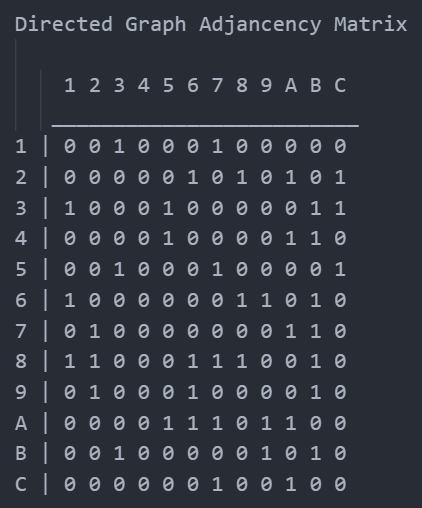 Directed Graph Adjancency Matrix
1 2 3 4 5 6 7 8 9 A B C
1 | 0 0 1 0 0 0 1 0 0 0 0 0
2 | 0 0 0 0 0 1 0 1 0 1 0 1
3 | 1 0 0 0 1 0 0 0 0 0 1 1
4 | 0 0 0 0 1 0 0 0 0 1 1 0
5 | 0 0 1 0 0 0 1 0 0 0 0 1
6 | 1 0 0 0 0 0 0 1 1 0 1 0
7 | 0 1 0 0 0 0 0 0 0 1 1 0
8 | 1 1 0 0 0 1 1 1 0 0 1 0
9 | 0 1 0 0 0 1 0 0 0 0 1 0
A | 0 0 0 0 1 1 1 0 1 1 0 0
B | 0 0 1 0 0 0 0 0 1 0 1 0
C | 0 0 0 0 0 0 1 0 0 1 0 0